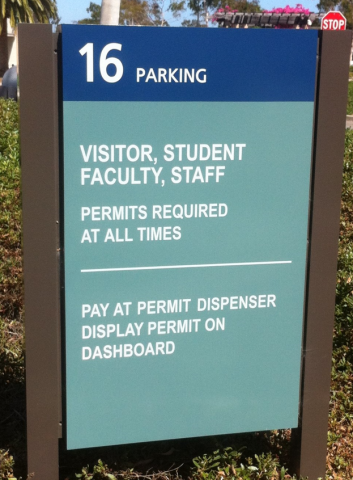 16 PARKING
STOP
VISITOR, STUDENT
FACULTY, STAFF
PERMITS REQUIRED
AT ALL TIMES
PAY AT PERMIT DISPENSER
DISPLAY PERMIT ON
DASHBOARD